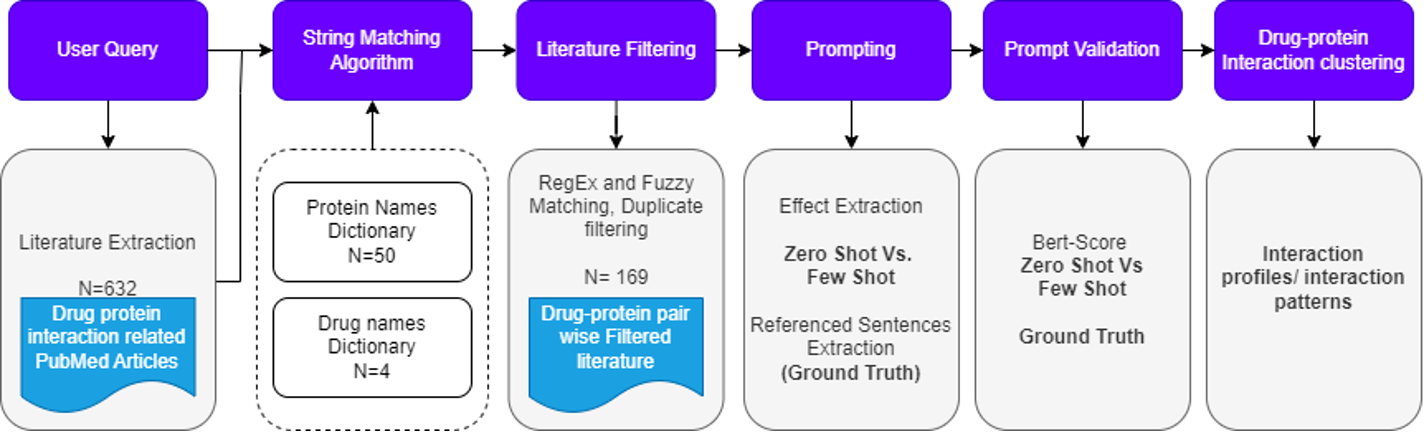 User Query
String Matching
Algorithm
Literature Filtering
Prompting
Prompt Validation
Drug-protein
Interaction clustering
Literature Extraction
N=632
Drug protein
interaction related
PubMed Articles
Protein Names
Dictionary
N=50
Drug names
Dictionary
N=4
RegEx and Fuzzy
Matching, Duplicate
filtering
N= 169
Drug-protein pair
wise Filtered
literature
Effect Extraction
Zero Shot Vs.
Few Shot
Referenced Sentences
Extraction
(Ground Truth)
Bert-Score
Zero Shot Vs
Few Shot
Ground Truth
Interaction
profiles/ interaction
patterns